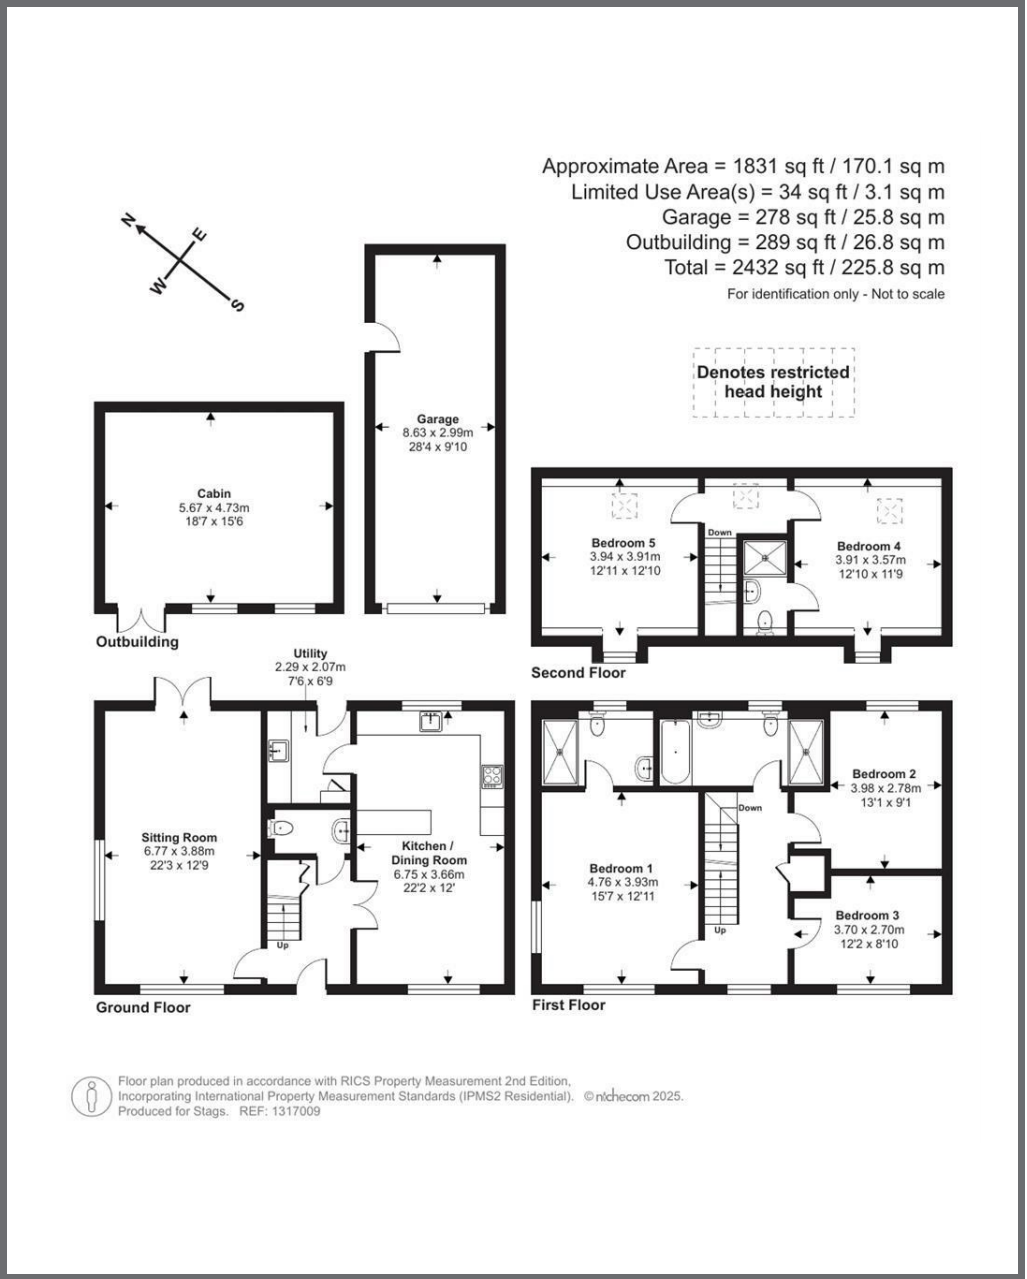 Approximate Area = 1831 sq ft / 170.1 sq m
Limited Use Area(s) = 34 sq ft / 3.1 sq m
Garage = 278 sq ft / 25.8 sq m
Outbuilding = 289 sq ft / 26.8 sq m
Total = 2432 sq ft / 225.8 sq m
For identification only - Not to scale
N
E
W
S
Denotes restricted
head height
Garage
8.63 x 2.99m
28'4 x 9'10
Cabin
5.67 x 4.73m
18'7 x 15'6
Outbuilding
Bedroom 5
3.94 x 3.91m
12'11 x 12'10
Down
Bedroom 4
3.91 x 3.57m
12'10 x 11'9
Second Floor
Utility
2.29 x 2.07m
7'6 x 6'9
Sitting Room
6.77 x 3.88m
22'3 x 12'9
Kitchen /
Dining Room
6.75 x 3.66m
22'2 x 12'
Up
Ground Floor
Bedroom 2
3.98 x 2.78m
13'1 x 9'1
Down
Bedroom 1
4.76 x 3.93m
15'7 x 12'11
Up
Bedroom 3
3.70 x 2.70m
12'2 x 8'10
First Floor
Floor plan produced in accordance with RICS Property Measurement 2nd Edition,
Incorporating International Property Measurement Standards (IPMS2 Residential). © nichecom 2025.
Produced for Stags. REF: 1317009